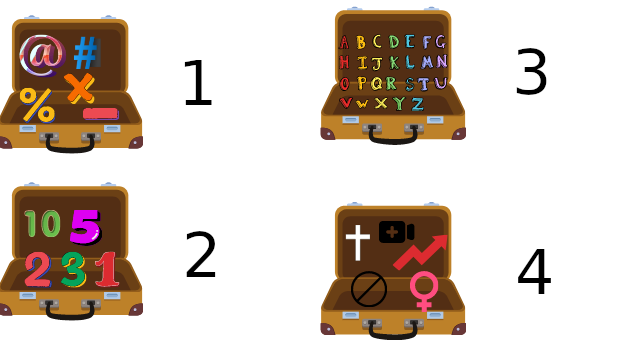 @ #
% x -
1
A B C D E F G
H I J K L M N
O P Q R S T U
V W X Y Z
3
10 5
2 3 1
2
4